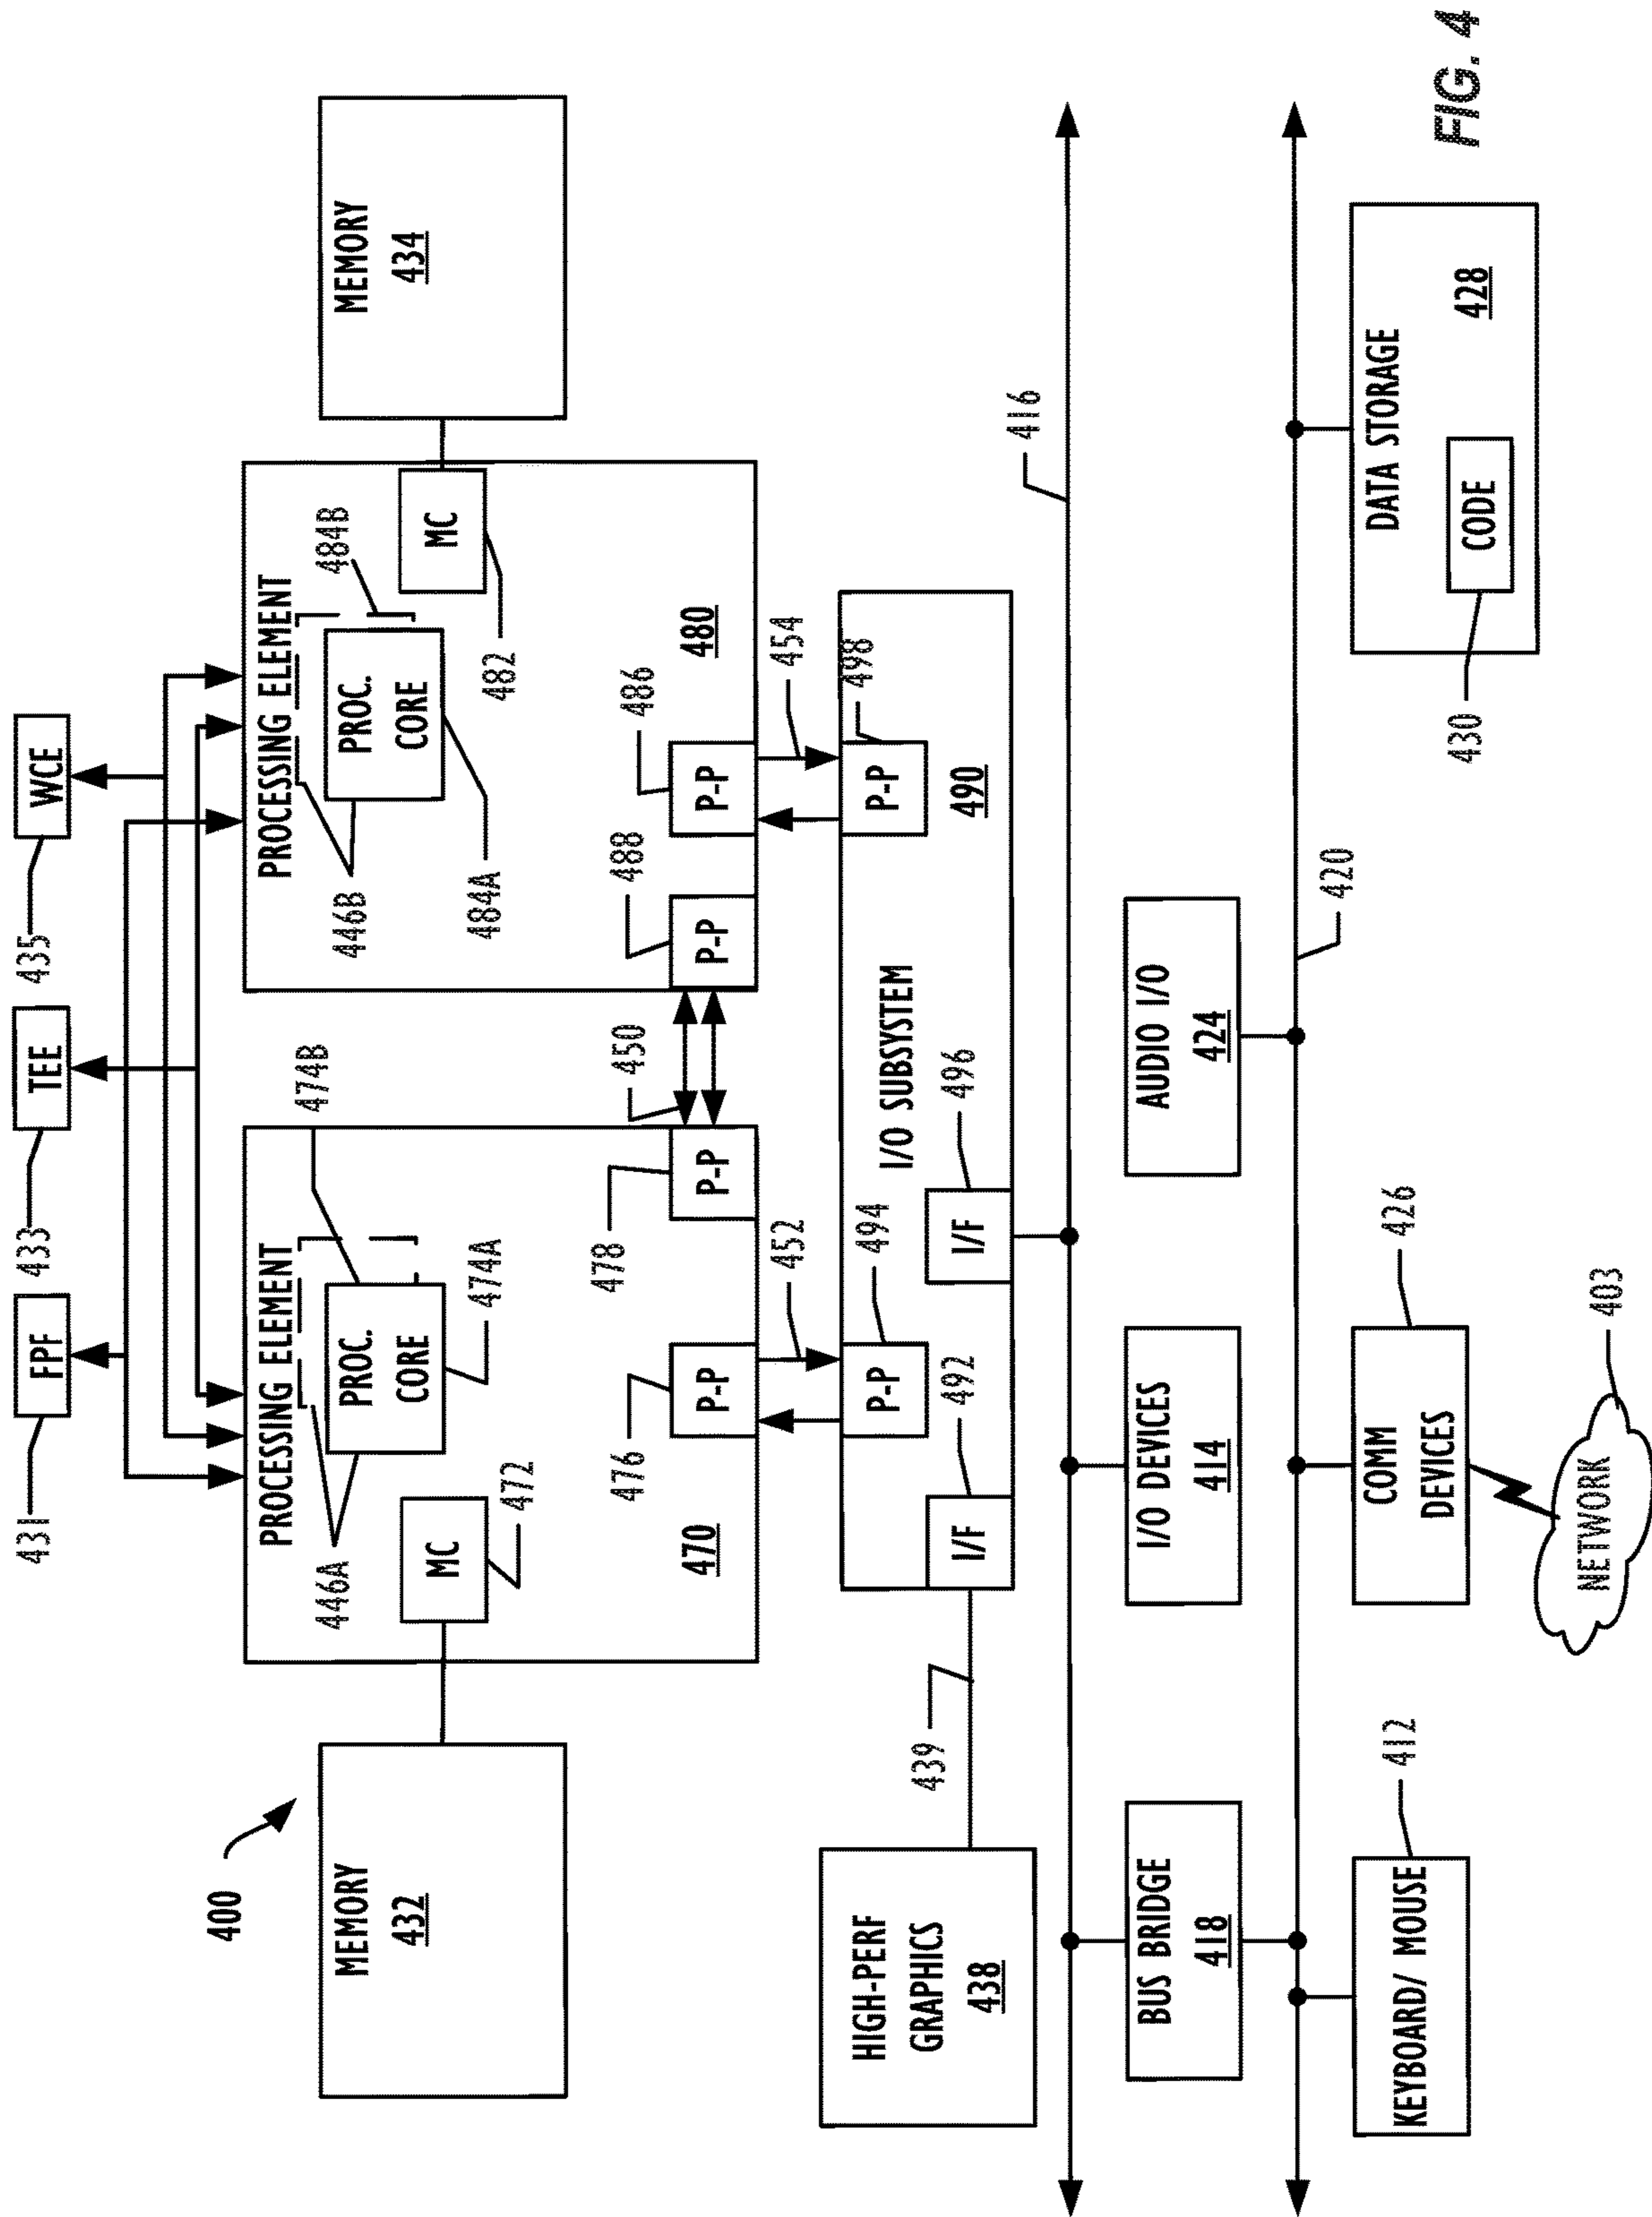 431
FPF
433
TEE
435
WCE
400
MEMORY
432
PROCESSING ELEMENT
446A
PROC.
CORE
474B
474A
MC
472
470
476
P-P
478
P-P
450
PROCESSING ELEMENT
446B
PROC.
CORE
484B
484A
MC
482
480
488
P-P
486
P-P
MEMORY
434
452
454
HIGH-PERF
GRAPHICS
438
439
I/O SUBSYSTEM
490
P-P
494
P-P
498
I/F
492
I/F
496
416
BUS BRIDGE
418
I/O DEVICES
414
AUDIO I/O
424
420
KEYBOARD/ MOUSE
412
COMM
DEVICES
426
NETWORK
403
DATA STORAGE
428
CODE
430
FIG. 4